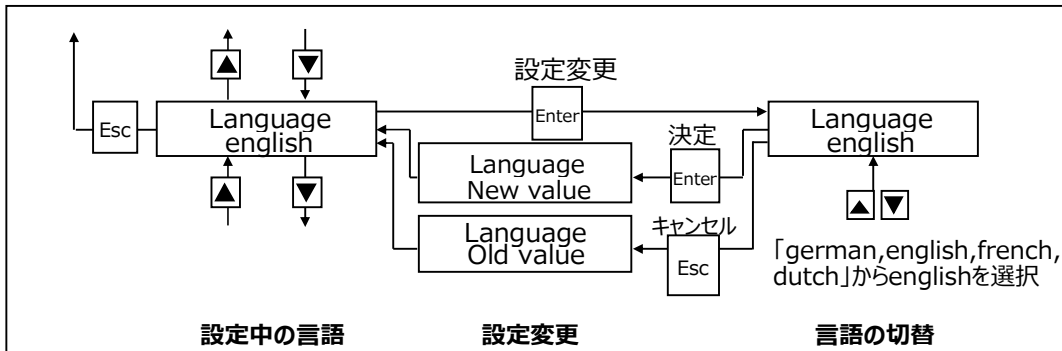 ▲
▼
設定変更
Esc
Language
english
Enter
Language
english
決定
▲
▼
Language
New value
Enter
▲
▼
キャンセル
Language
Old value
Esc
「german,english,french,
dutch」からenglishを選択
設定中の言語
設定変更
言語の切替